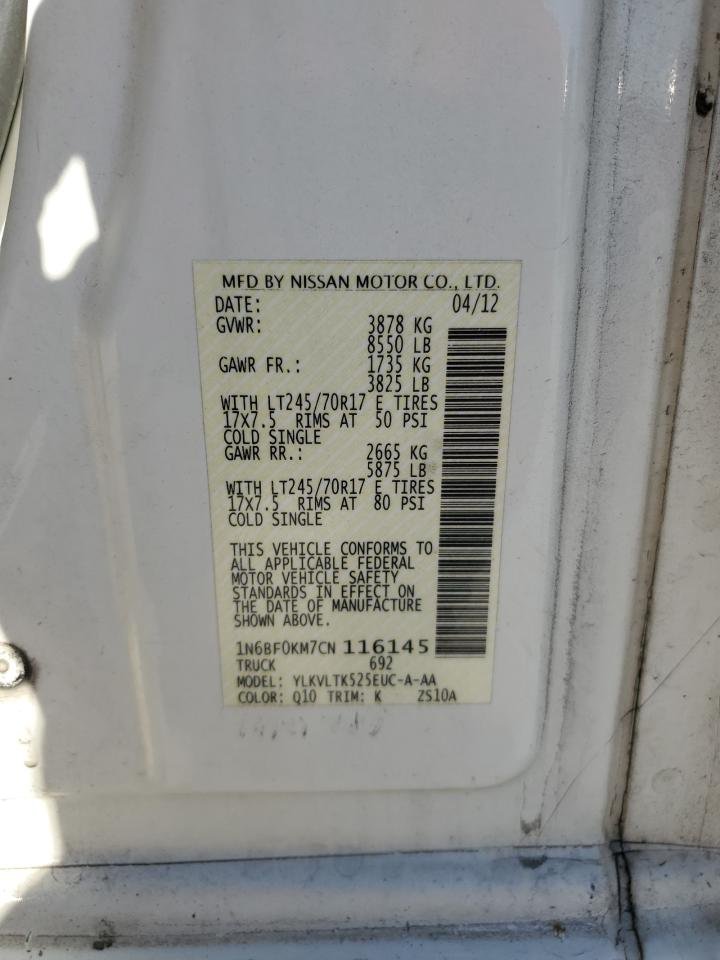 MFD BY NISSAN MOTOR CO., LTD.
DATE: 04/12
GVWR: 3878 KG
8550 LB
GAWR FR.: 1735 KG
3825 LB
WITH LT245/70R17 E TIRES
17X7.5 RIMS AT 50 PSI
COLD SINGLE
GAWR RR.: 2665 KG
5875 LB
WITH LT245/70R17 E TIRES
17X7.5 RIMS AT 80 PSI
COLD SINGLE
THIS VEHICLE CONFORMS TO
ALL APPLICABLE FEDERAL
MOTOR VEHICLE SAFETY
STANDARDS IN EFFECT ON
THE DATE OF MANUFACTURE
SHOWN ABOVE.
1N6BF0KM7CN 116145
TRUCK 692
MODEL: YLKVLTK525EUC-A-AA
COLOR: Q10 TRIM: K ZS10A